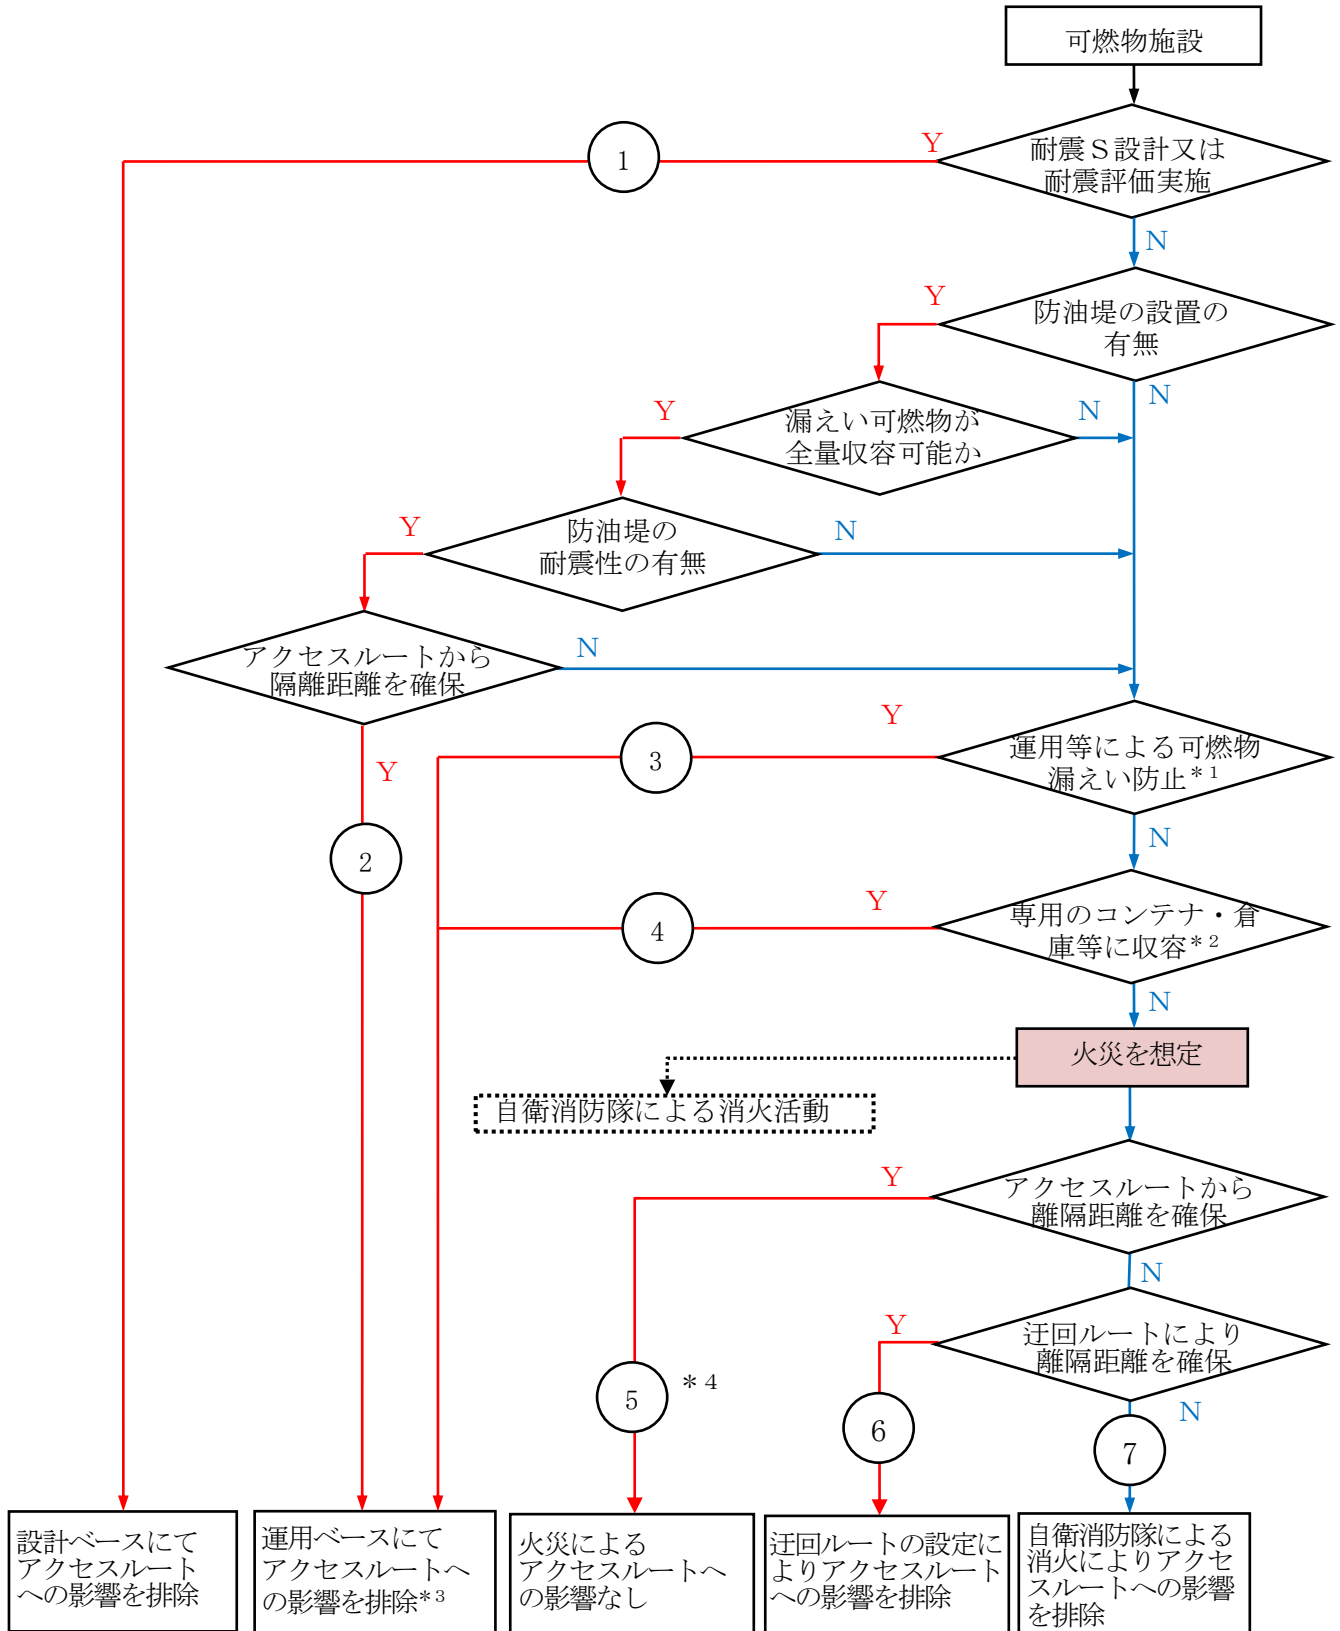 可燃物施設
Y
1
耐震Ｓ設計又は
耐震評価実施
N
Y
防油堤の設置の
有無
N
Y
漏えい可燃物が
全量収容可能か
N
Y
防油堤の
耐震性の有無
N
アクセスルートから
隔離距離を確保
N
Y
2
Y
3
運用等による可燃物
漏えい防止*1
N
Y
4
専用のコンテナ・倉
庫等に収容*2
N
火災を想定
自衛消防隊による消火活動
Y
アクセスルートから
離隔距離を確保
N
Y
迂回ルートにより
離隔距離を確保
N
5
*4
6
7
設計ベースにて
アクセスルート
への影響を排除
運用ベースにて
アクセスルートへ
の影響を排除*3
火災による
アクセスルートへ
の影響なし
迂回ルートの設定に
よりアクセスルート
への影響を排除
自衛消防隊による
消火によりアクセ
スルートへの影響
を排除